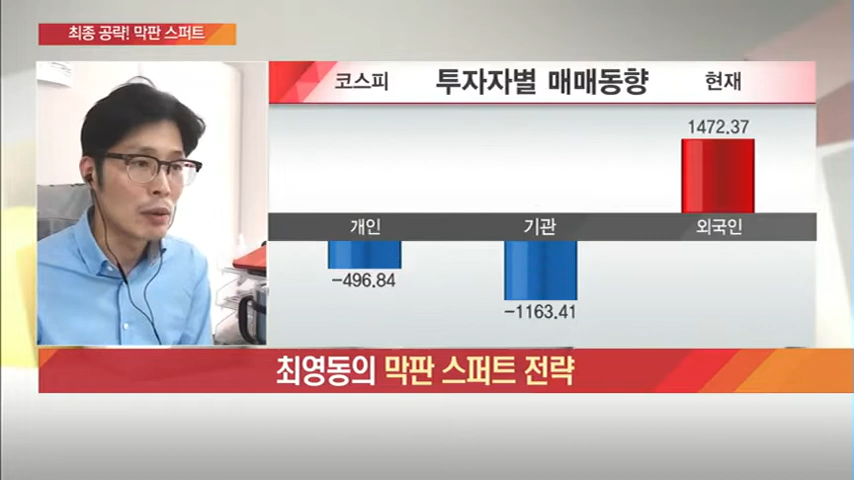 최종 공략! 막판 스퍼트
코스피 투자자별 매매동향 현재
1472.37
개인 기관 외국인
-496.84
-1163.41
최영동의 막판 스퍼트 전략